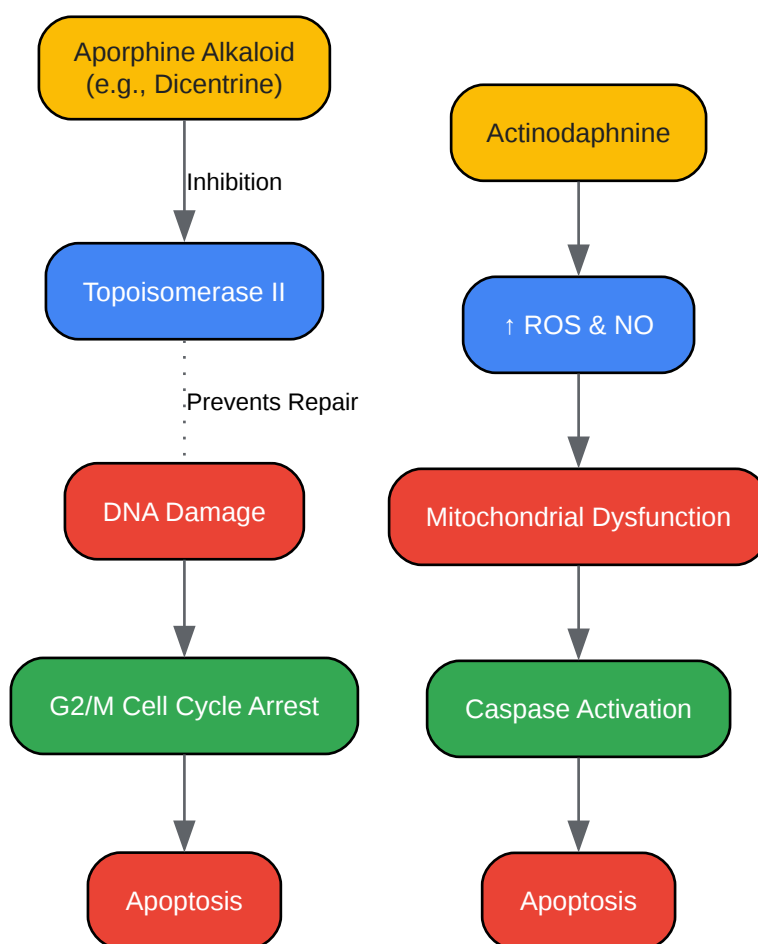 Aporphine Alkaloid
(e.g., Dicentrine)
Inhibition
Topoisomerase II
Prevents Repair
DNA Damage
G2/M Cell Cycle Arrest
Apoptosis
Actinodaphnine
↑ ROS & NO
Mitochondrial Dysfunction
Caspase Activation
Apoptosis